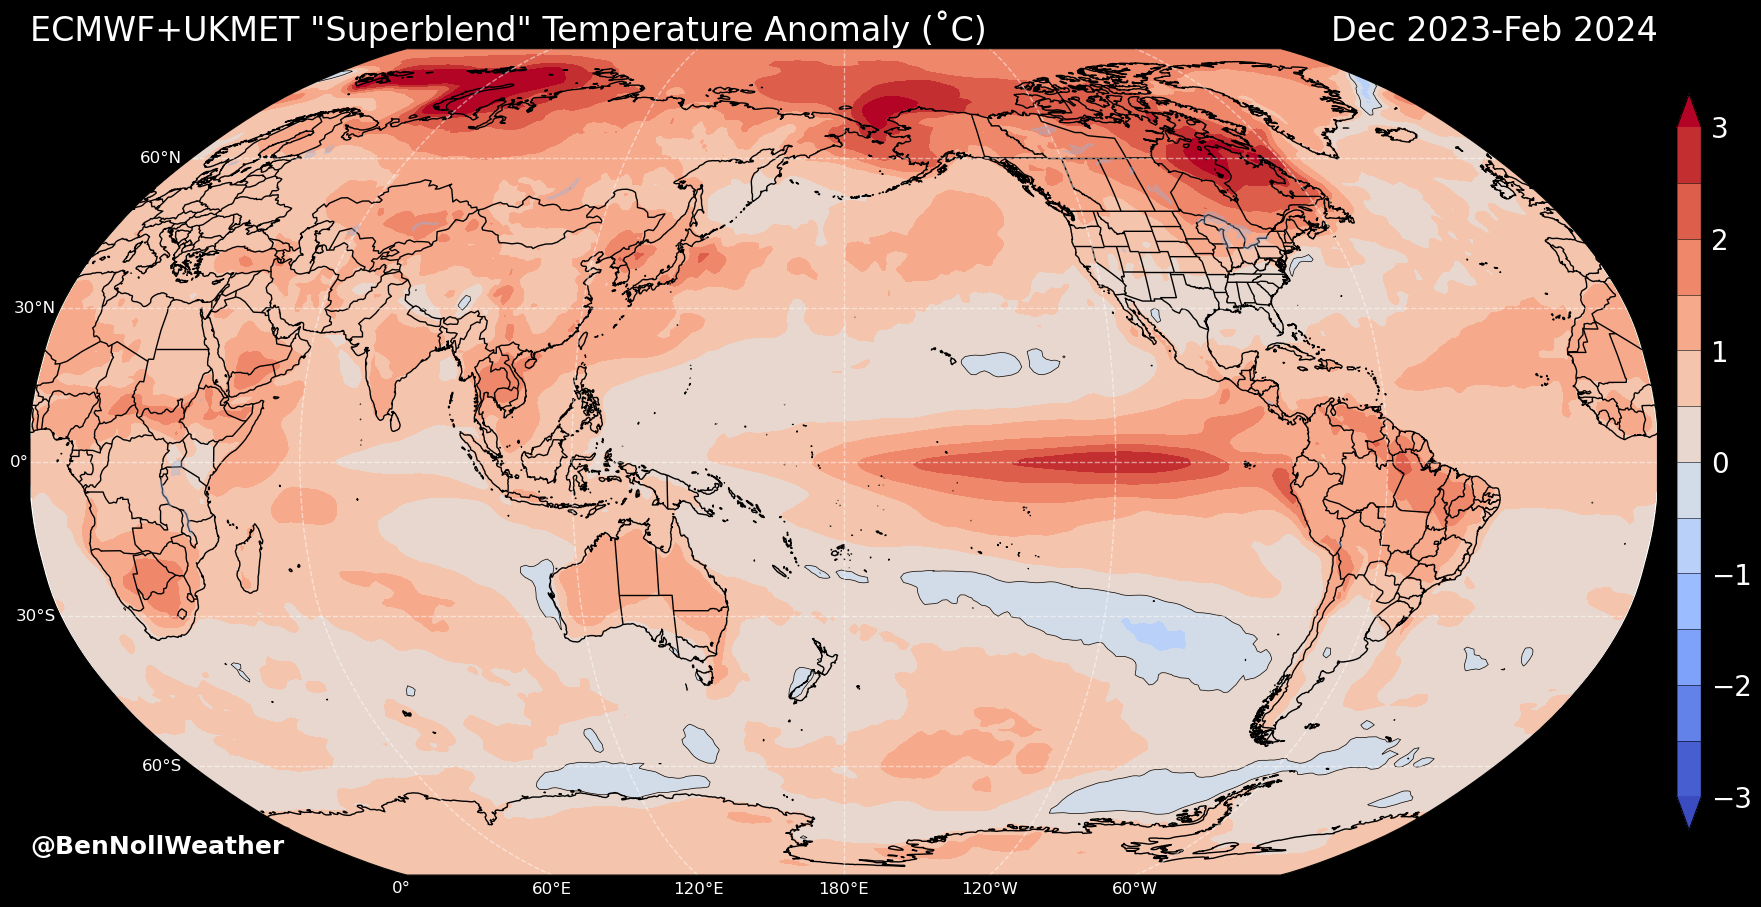 ECMWF+UKMET "Superblend" Temperature Anomaly (˚C)
Dec 2023-Feb 2024
60°N
30°N
0°
30°S
60°S
0°
60°E
120°E
180°E
120°W
60°W
3
2
1
0
−1
−2
−3
@BenNollWeather